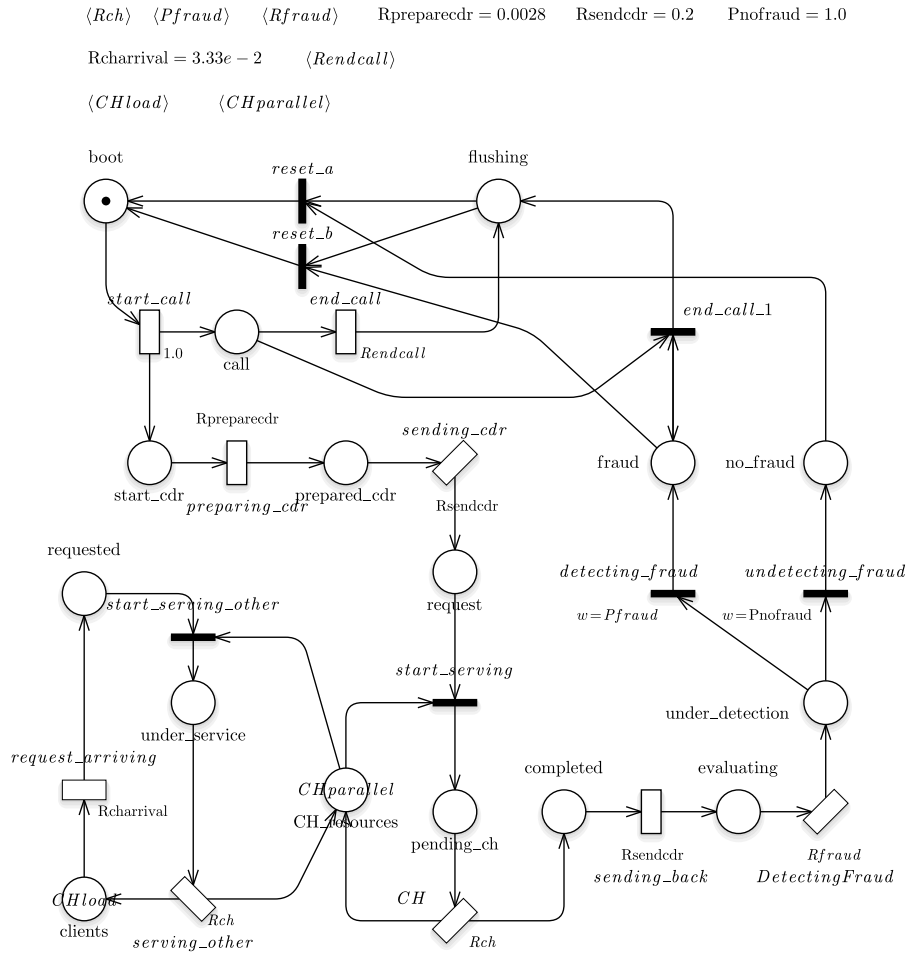 ⟨Rch⟩ ⟨Pfraud⟩ ⟨Rfraud⟩ Rpreparecdr = 0.0028 Rsendcdr = 0.2 Pnofraud = 1.0
Rcharrival = 3.33e − 2 ⟨Rendcall⟩
⟨CHload⟩ ⟨CHparallel⟩
boot
flushing
reset_a
reset_b
start_call
end_call
end_call_1
1.0
Rendcall
call
Rpreparecdr
sending_cdr
fraud
no_fraud
start_cdr
prepared_cdr
preparing_cdr
Rsendcdr
requested
detecting_fraud
undetecting_fraud
start_serving_other
request
w=Pfraud
w=Pnofraud
start_serving
under_service
under_detection
request_arriving
completed
evaluating
CHparallel
Rcharrival
CH_resources
pending_ch
Rsendcdr
Rfraud
sending_back
DetectingFraud
CHload
CH
Rch
clients
serving_other
Rch